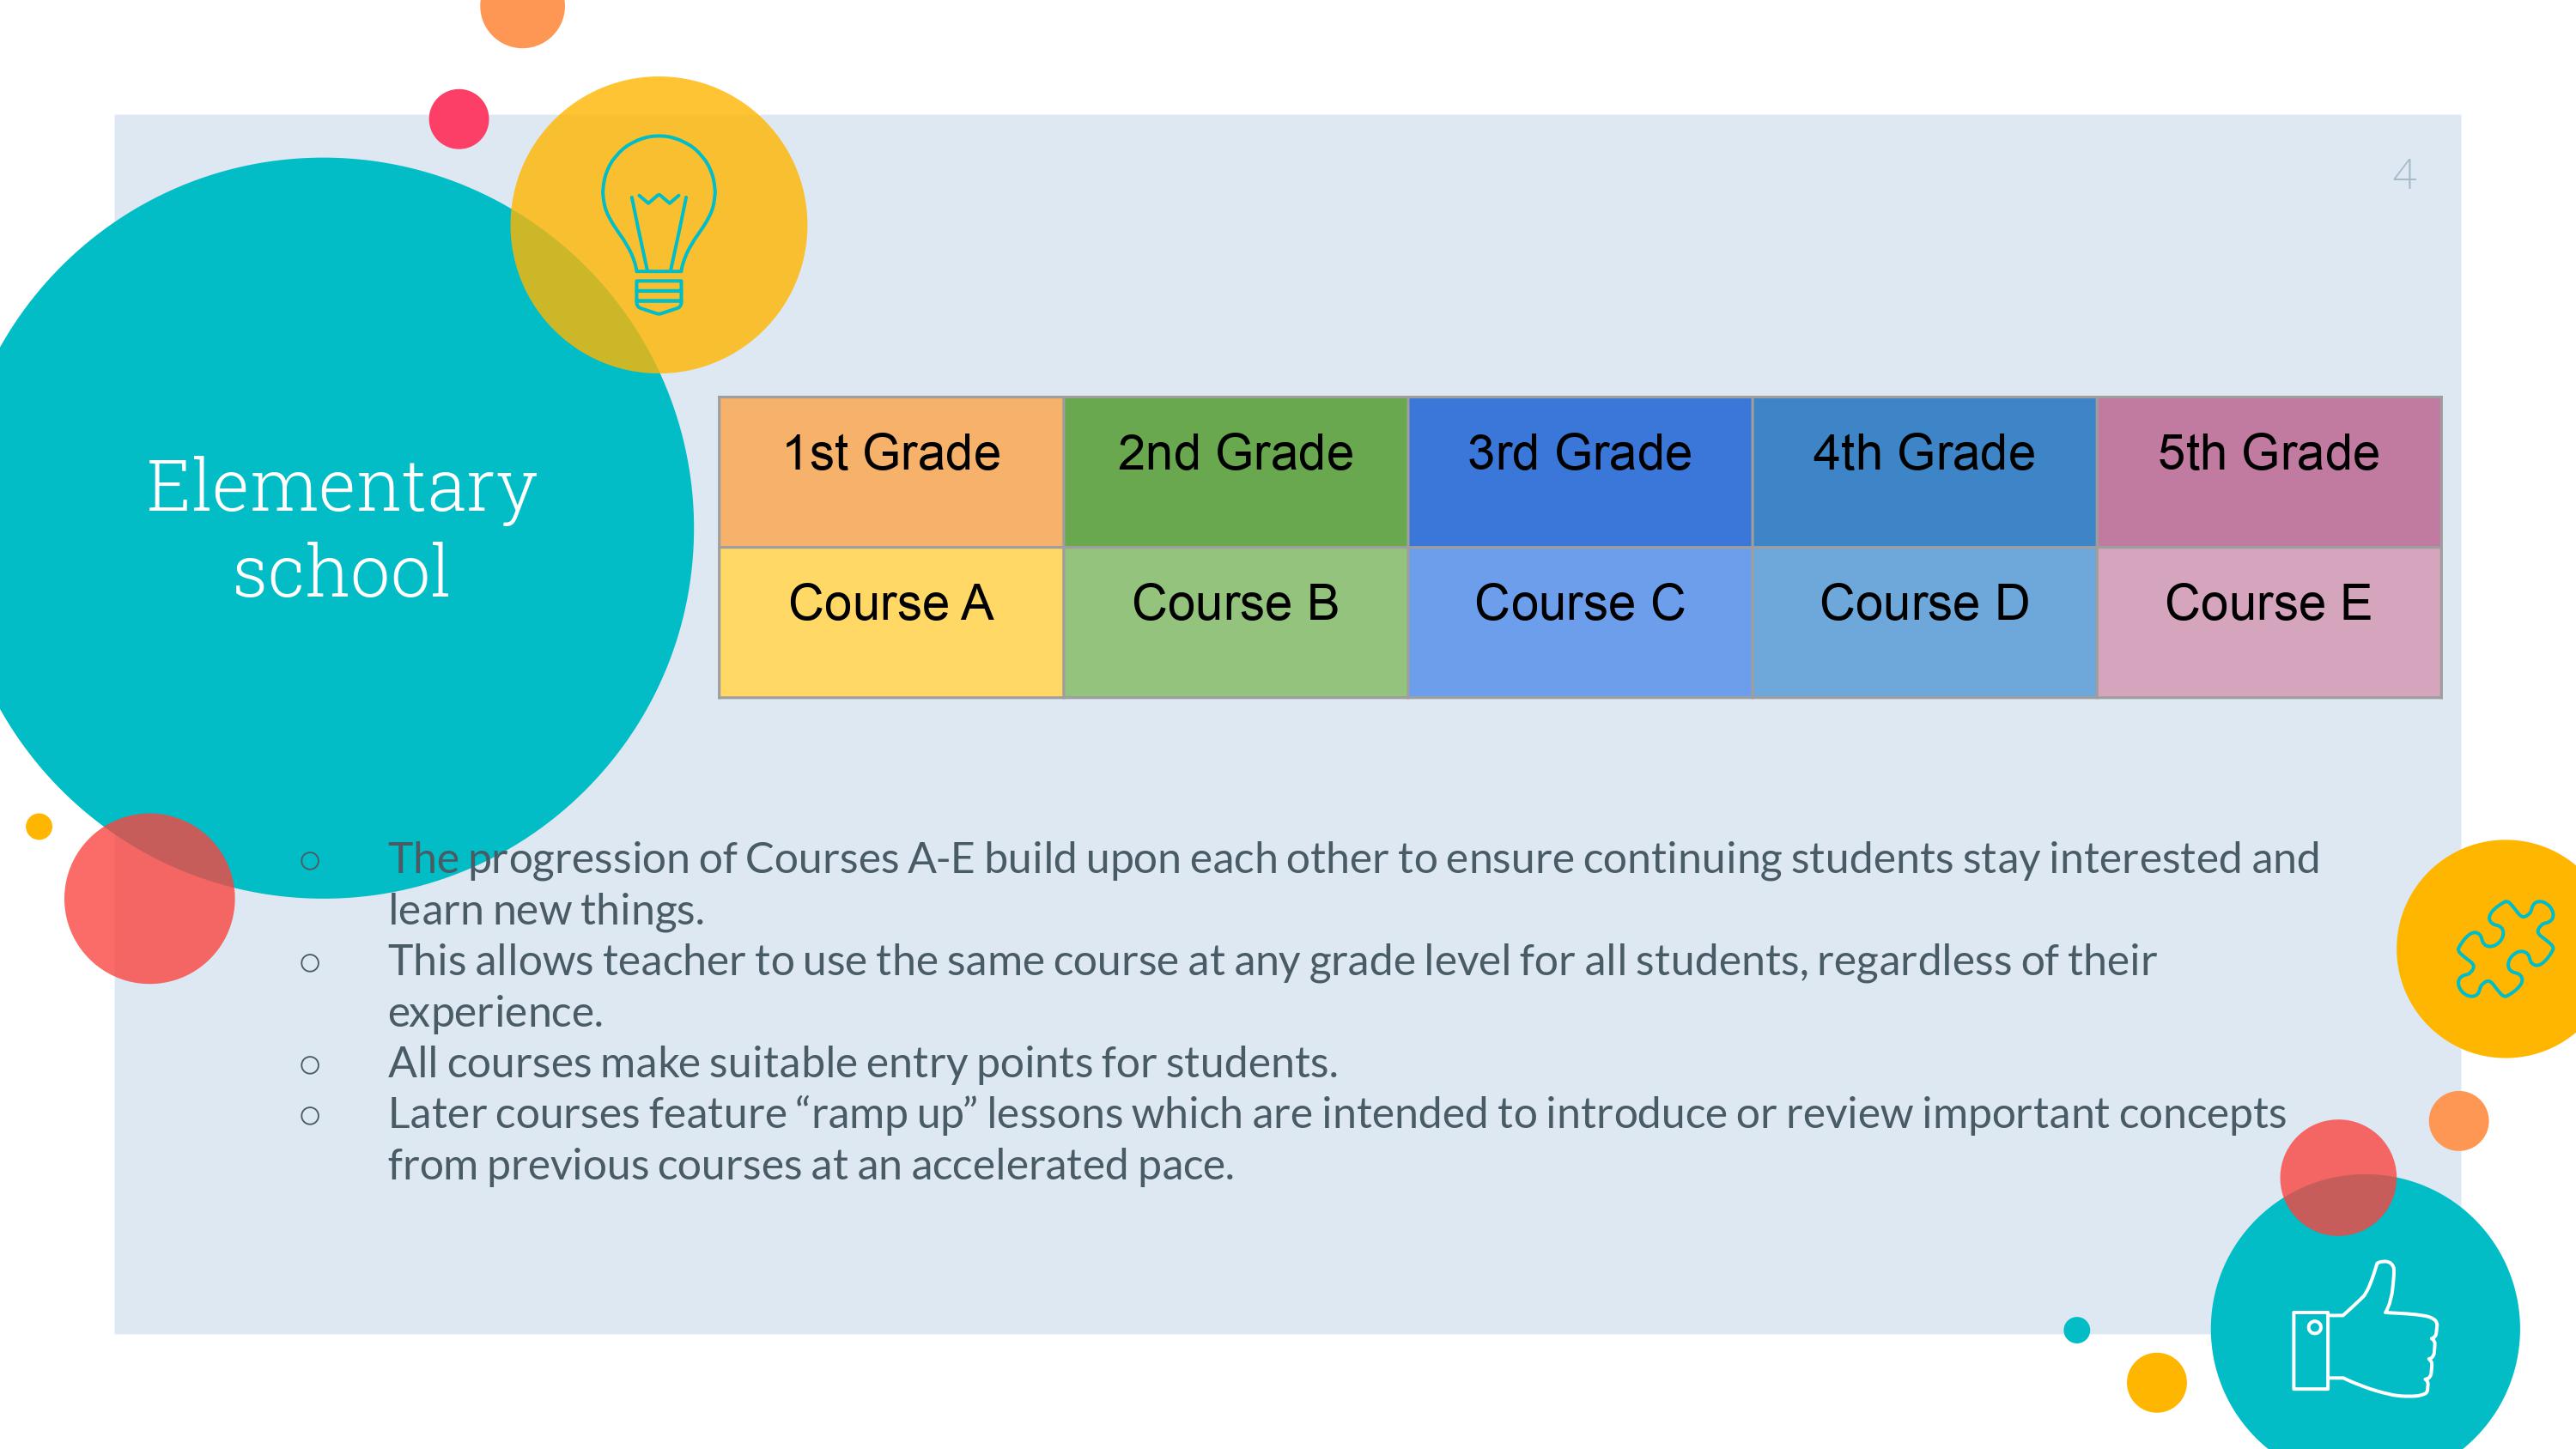 4
Elementary
school
1st Grade 2nd Grade 3rd Grade 4th Grade 5th Grade
Course A Course B Course C Course D Course E
○ The progression of Courses A-E build upon each other to ensure continuing students stay interested and
learn new things.
○ This allows teacher to use the same course at any grade level for all students, regardless of their
experience.
○ All courses make suitable entry points for students.
○ Later courses feature “ramp up” lessons which are intended to introduce or review important concepts
from previous courses at an accelerated pace.